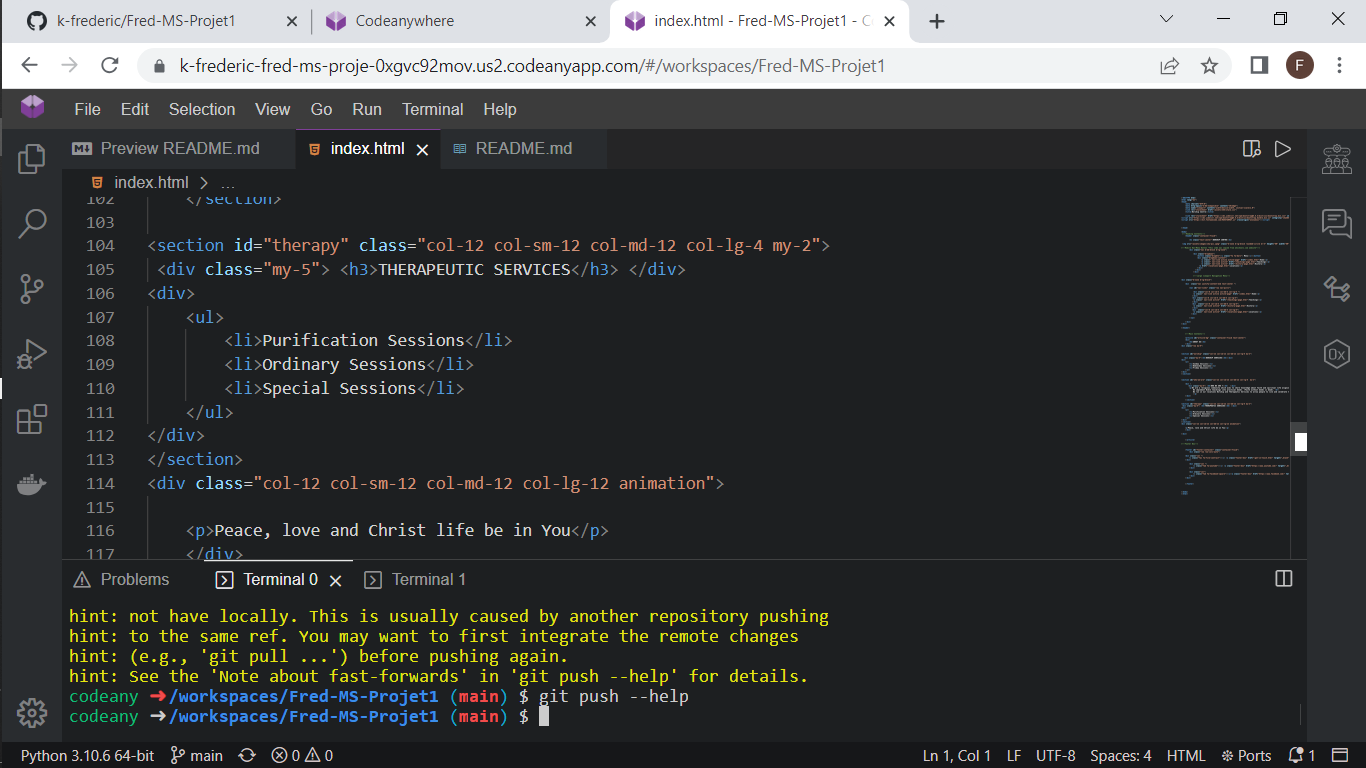 k-frederic/Fred-MS-Projet1
Codeanywhere
index.html - Fred-MS-Projet1 - C
k-frederic-fred-ms-proje-0xgvc92mov.us2.codeanyapp.com/#/workspaces/Fred-MS-Projet1
F
File Edit Selection View Go Run Terminal Help
Preview README.md
index.html
README.md
index.html > ...
102 </section>
103
104 <section id="therapy" class="col-12 col-sm-12 col-md-12 col-lg-4 my-2">
105 <div class="my-5"> <h3>THERAPEUTIC SERVICES</h3> </div>
106 <div>
107 <ul>
108 <li>Purification Sessions</li>
109 <li>Ordinary Sessions</li>
110 <li>Special Sessions</li>
111 </ul>
112 </div>
113 </section>
114 <div class="col-12 col-sm-12 col-md-12 col-lg-12 animation">
115
116 <p>Peace, love and Christ life be in You</p>
117 </div>
0x
Problems
Terminal 0
Terminal 1
hint: not have locally. This is usually caused by another repository pushing
hint: to the same ref. You may want to first integrate the remote changes
hint: (e.g., 'git pull ...') before pushing again.
hint: See the 'Note about fast-forwards' in 'git push --help' for details.
codeany ➜/workspaces/Fred-MS-Projet1 (main) $ git push --help
codeany ➜/workspaces/Fred-MS-Projet1 (main) $
Python 3.10.6 64-bit main 0 0 Ln 1, Col 1 LF UTF-8 Spaces: 4 HTML Ports 1